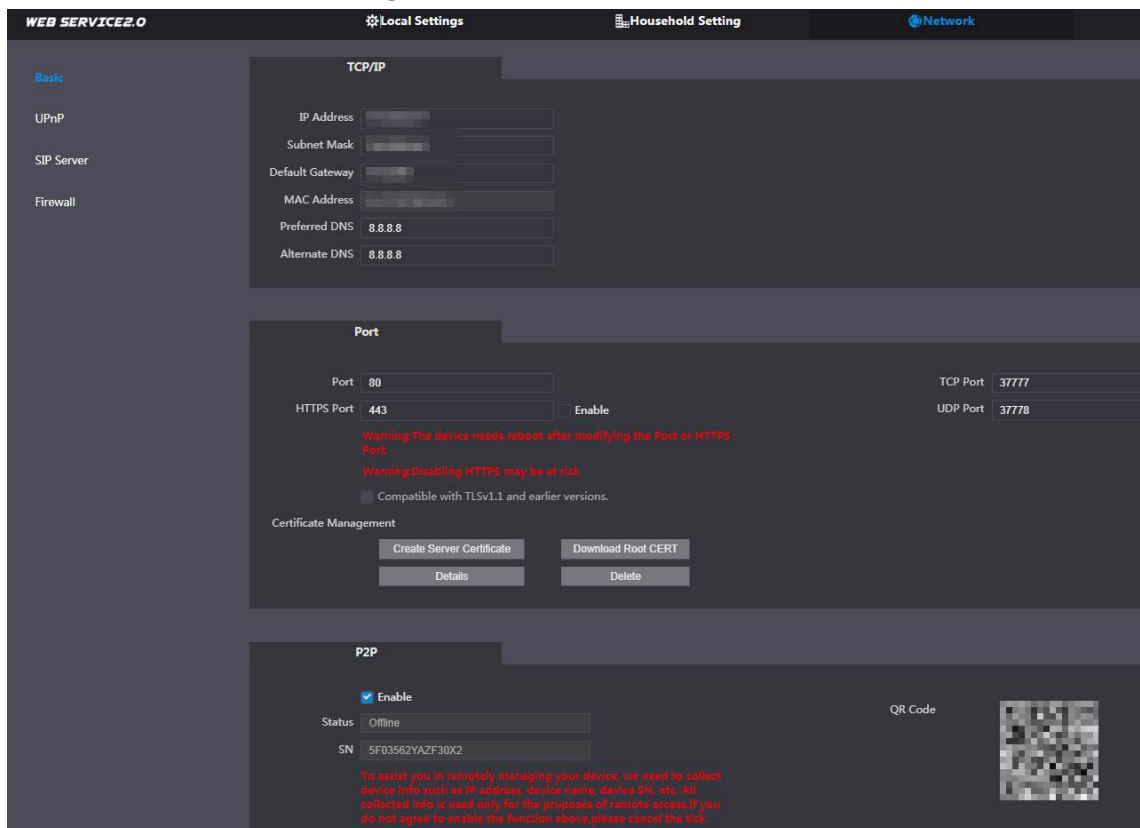 WEB SERVICE2.0
Local Settings
Household Setting
Network
Basic
UPnP
SIP Server
Firewall
TCP/IP
IP Address
Subnet Mask
Default Gateway
MAC Address
Preferred DNS 8.8.8.8
Alternate DNS 8.8.8.8
Port
Port 80
TCP Port 37777
HTTPS Port 443 Enable
UDP Port 37778
Warning:The device needs reboot after modifying the Port or HTTPS
Port.
Warning:Disabling HTTPS may be at risk
Compatible with TLSv1.1 and earlier versions.
Certificate Management
Create Server Certificate
Download Root CERT
Details
Delete
P2P
Enable
Status Offline
SN 5F03562YAZF30X2
QR Code
To assist you in remotely managing your device, we need to collect
device info such as IP address, device name, device SN, etc. All
collected info is used only for the pruposes of remote access.If you
do not agree to enable the function above,please cancel the tick.